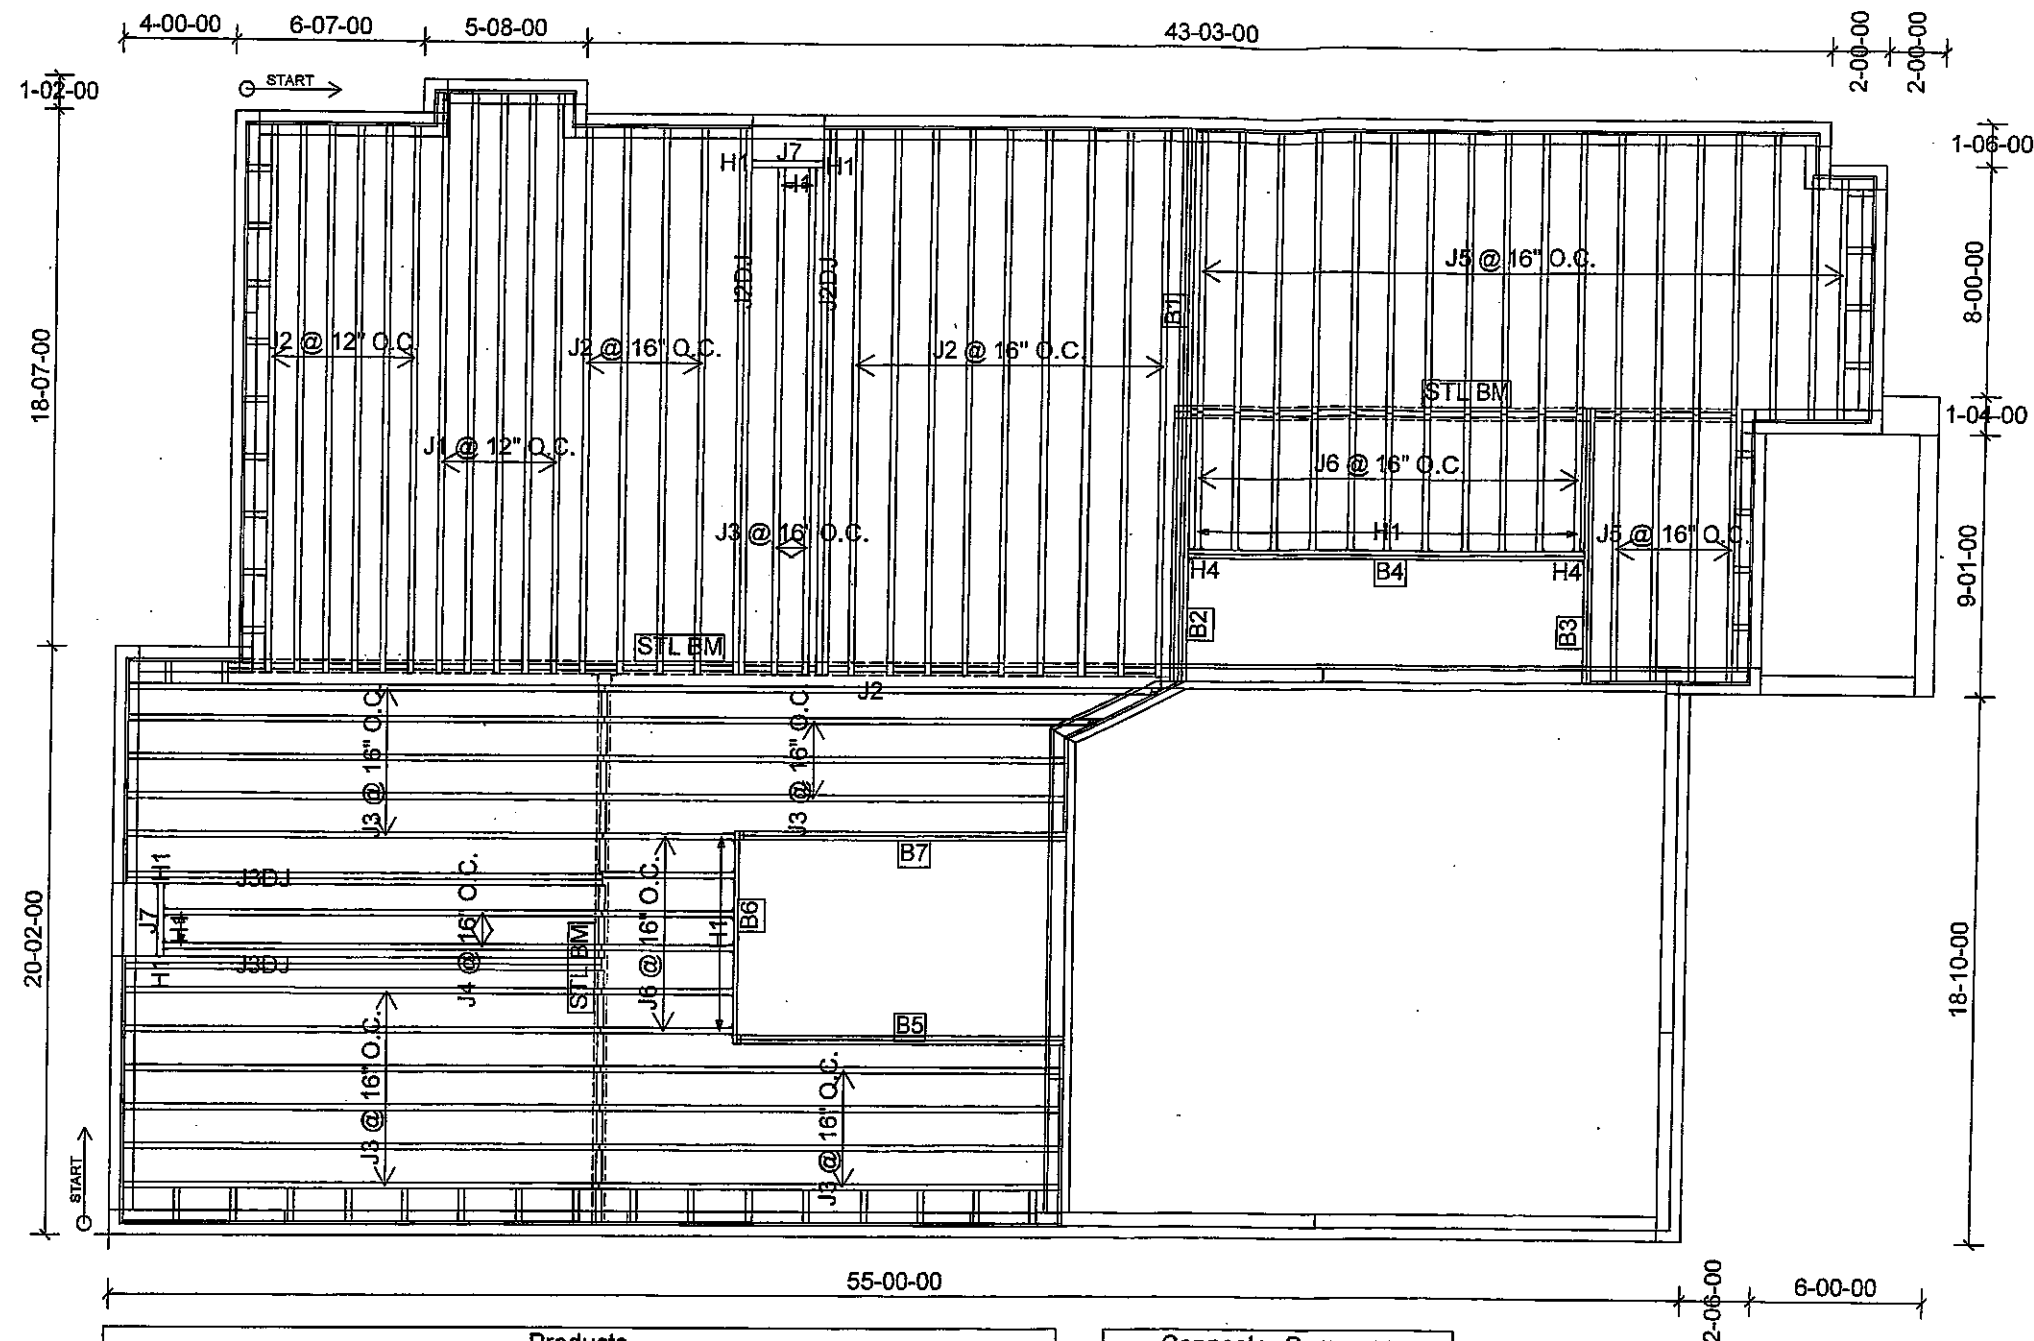 4-00-00
6-07-00
5-08-00
43-03-00
2-00-00
2-00-00
1-02-00
START
1-06-00
H1
J7
H1
H1
J5 @ 16" O.C.
8-00-00
J2DJ
J2DJ
B1
18-07-00
J2 @ 12" O.C.
J2 @ 16" O.C.
J2 @ 16" O.C.
STL BM
1-04-00
J1 @ 12" O.C.
J6 @ 16" O.C.
J3 @ 16" O.C.
H1
J5 @ 16" O.C.
H4
B4
H4
9-01-00
B2
B3
STL BM
J2
J3 @ 16" O.C.
J3 @ 16" O.C.
B7
H1
J3DJ
J7
H1
J4 @ 16" O.C.
STL BM
J6 @ 16" O.C.
H1
B6
H1
J3DJ
20-02-00
18-10-00
B5
J3 @ 16" O.C.
J3 @ 16" O.C.
START
55-00-00
2-06-00
6-00-00
Products